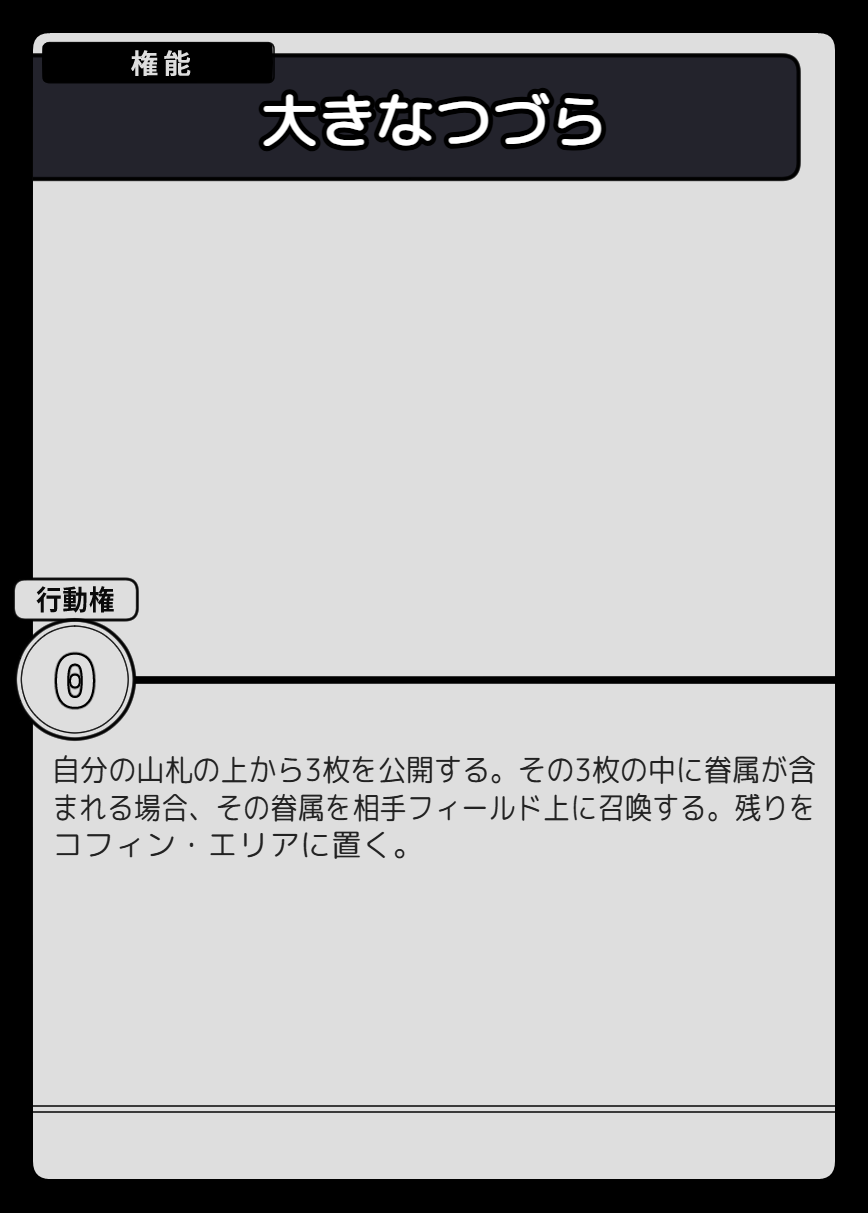 権能
大きなつづら
行動権
0
自分の山札の上から3枚を公開する。その3枚の中に眷属が含
まれる場合、その眷属を相手フィールド上に召喚する。残りを
コフィン・エリアに置く。